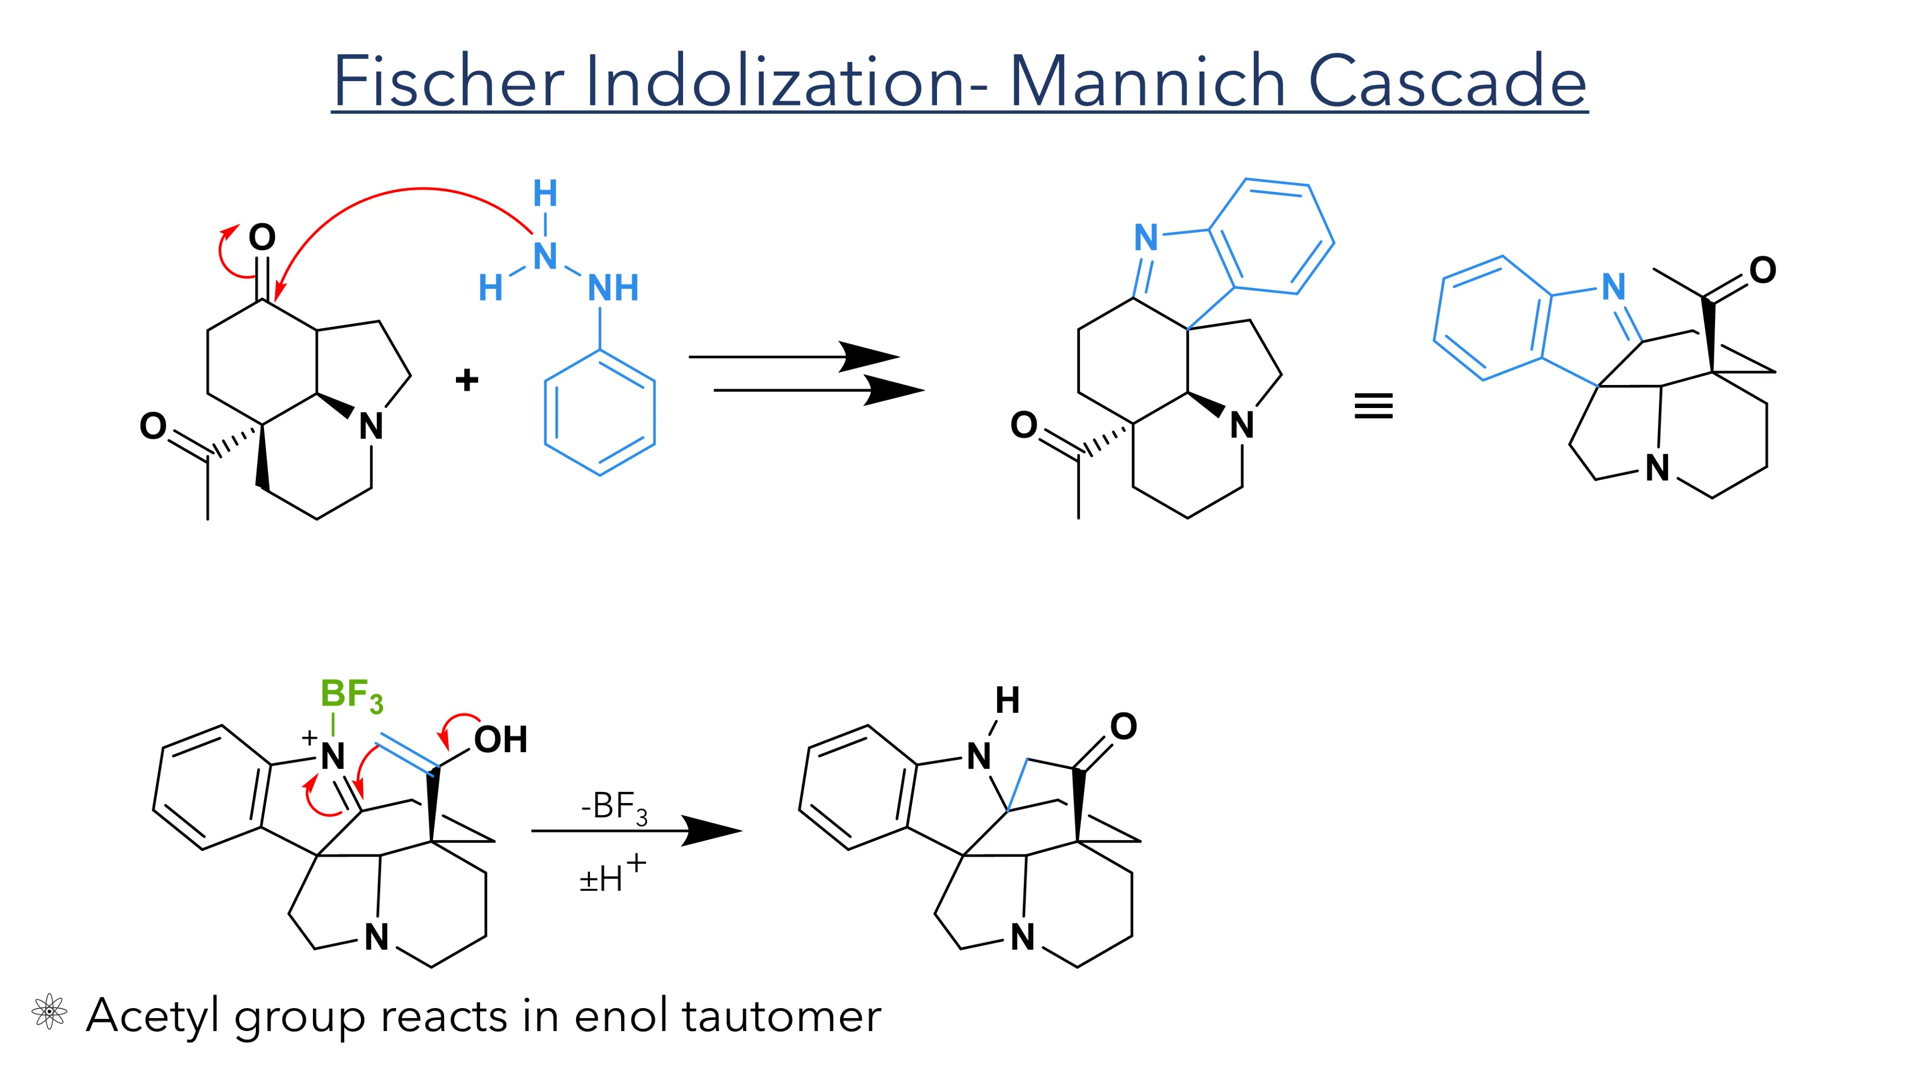 Fischer Indolization- Mannich Cascade
O
H
H
N
NH
O
N
+
N
O
N
≡
N
O
N
BF3
+
N
OH
N
-BF3
±H+
H
N
O
N
Acetyl group reacts in enol tautomer